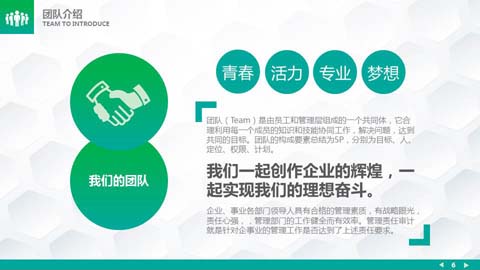 团队介绍
TEAM TO INTRODUCE
青春 活力 专业 梦想
团队（Team）是由员工和管理层组成的一个共同体，它合
理利用每一个成员的知识和技能协同工作，解决问题，达到
共同的目标。团队的构成要素总结为5P，分别为目标、人、
定位、权限、计划。
我们的团队
我们一起创作企业的辉煌，一
起实现我们的理想奋斗。
企业、事业各部门领导人具有合格的管理素质，有战略眼光，
责任心强，，管理部门的工作健全而有效率。管理责任审计
就是针对企事业的管理工作是否达到了上述责任要求。
6